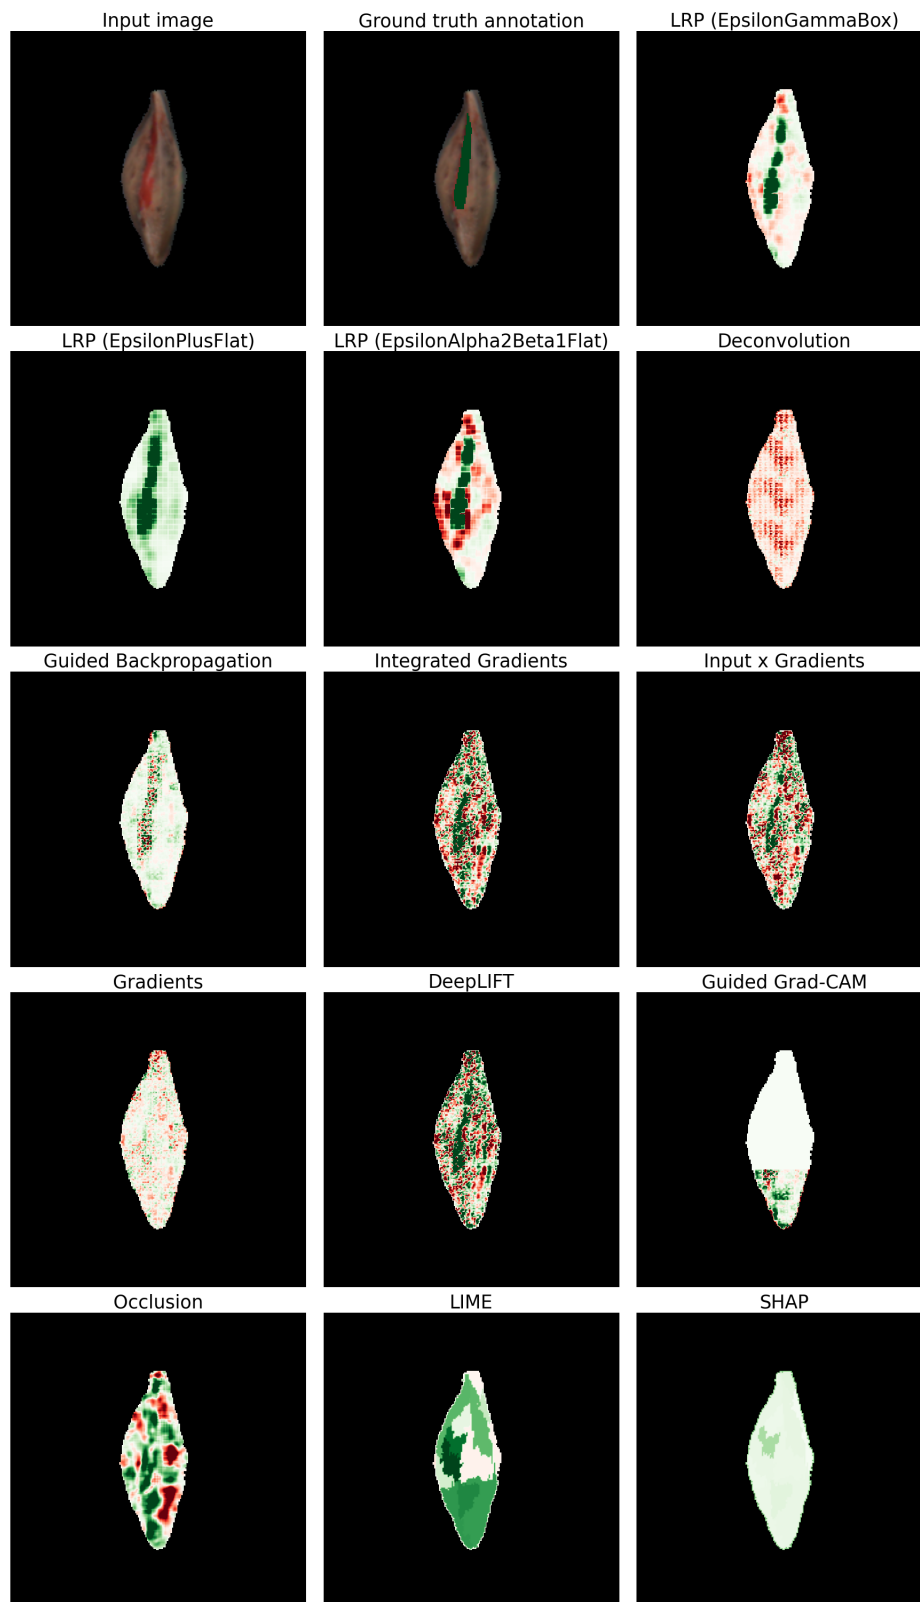 Input image
Ground truth annotation
LRP (EpsilonGammaBox)
LRP (EpsilonPlusFlat)
LRP (EpsilonAlpha2Beta1Flat)
Deconvolution
Guided Backpropagation
Integrated Gradients
Input x Gradients
Gradients
DeepLIFT
Guided Grad-CAM
Occlusion
LIME
SHAP